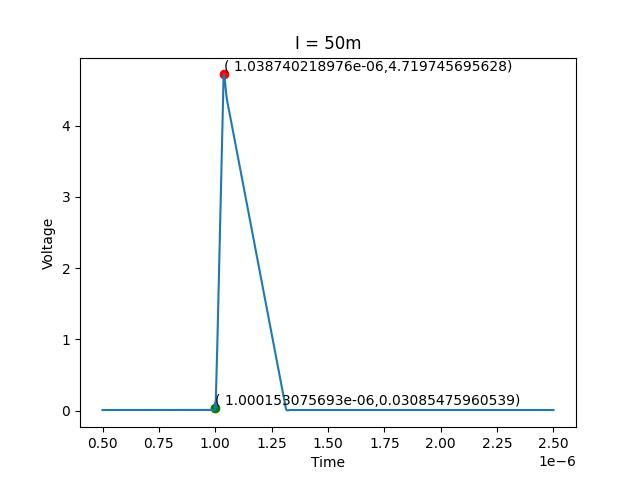 I = 50m
( 1.038740218976e-06,4.719745695628)
4
3
2
1
0
Voltage
( 1.000153075693e-06,0.03085475960539)
0.50 0.75 1.00 1.25 1.50 1.75 2.00 2.25 2.50
Time
1e−6